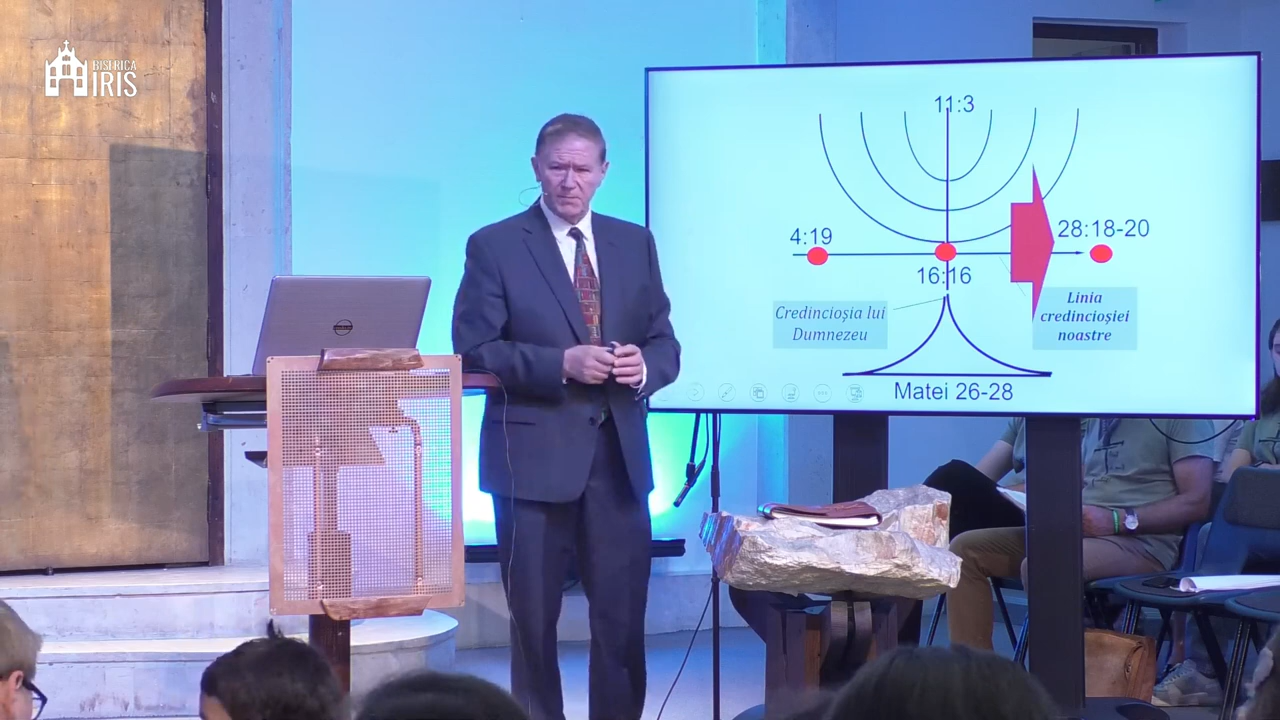 BISERICA
IRIS
11:3
4:19
28:18-20
16:16
Credincioșia lui
Dumnezeu
Linia
credincioșiei
noastre
Matei 26-28